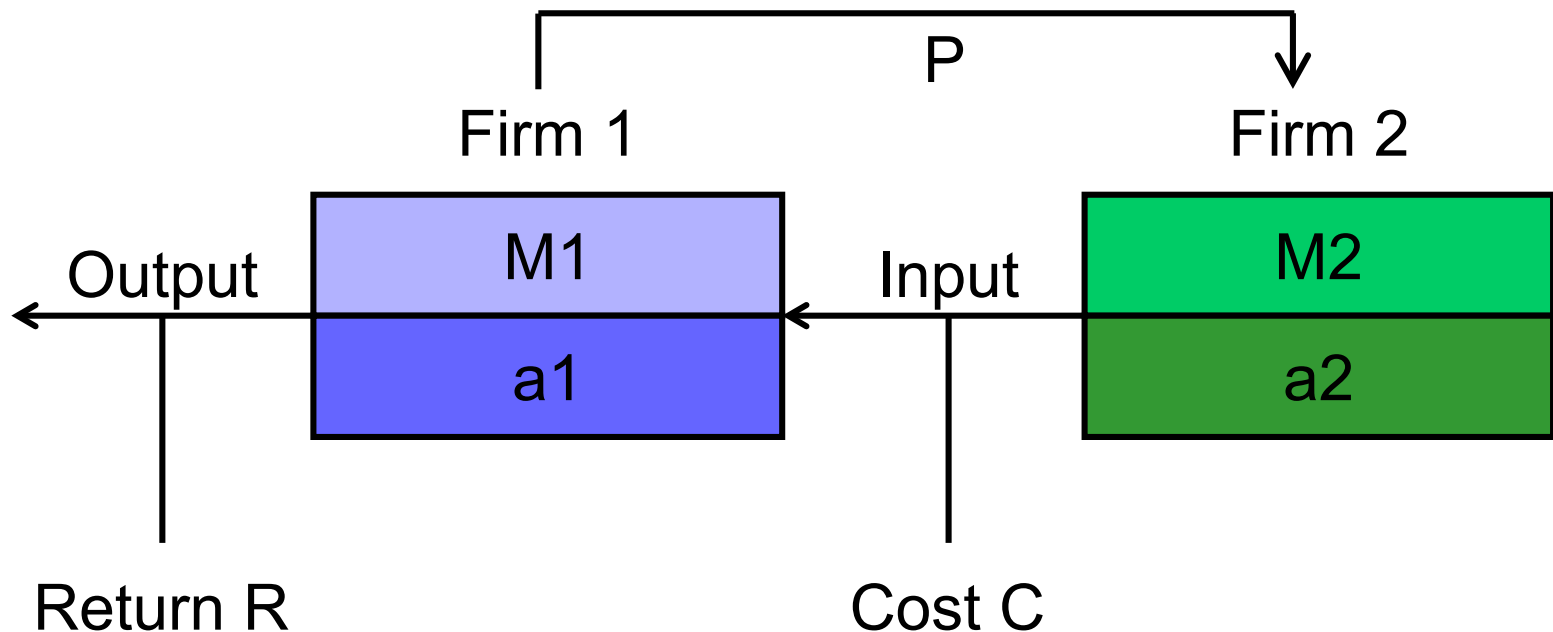 P
Firm 1
Firm 2
Output
M1
Input
M2
a1
a2
Return R
Cost C